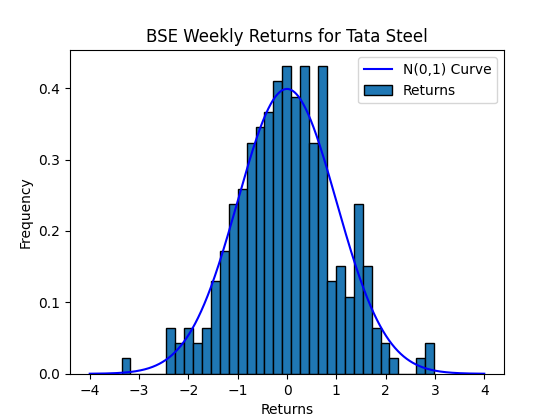 BSE Weekly Returns for Tata Steel
N(0,1) Curve
Returns
Frequency
0.4
0.3
0.2
0.1
0.0
−4 −3 −2 −1 0 1 2 3 4
Returns